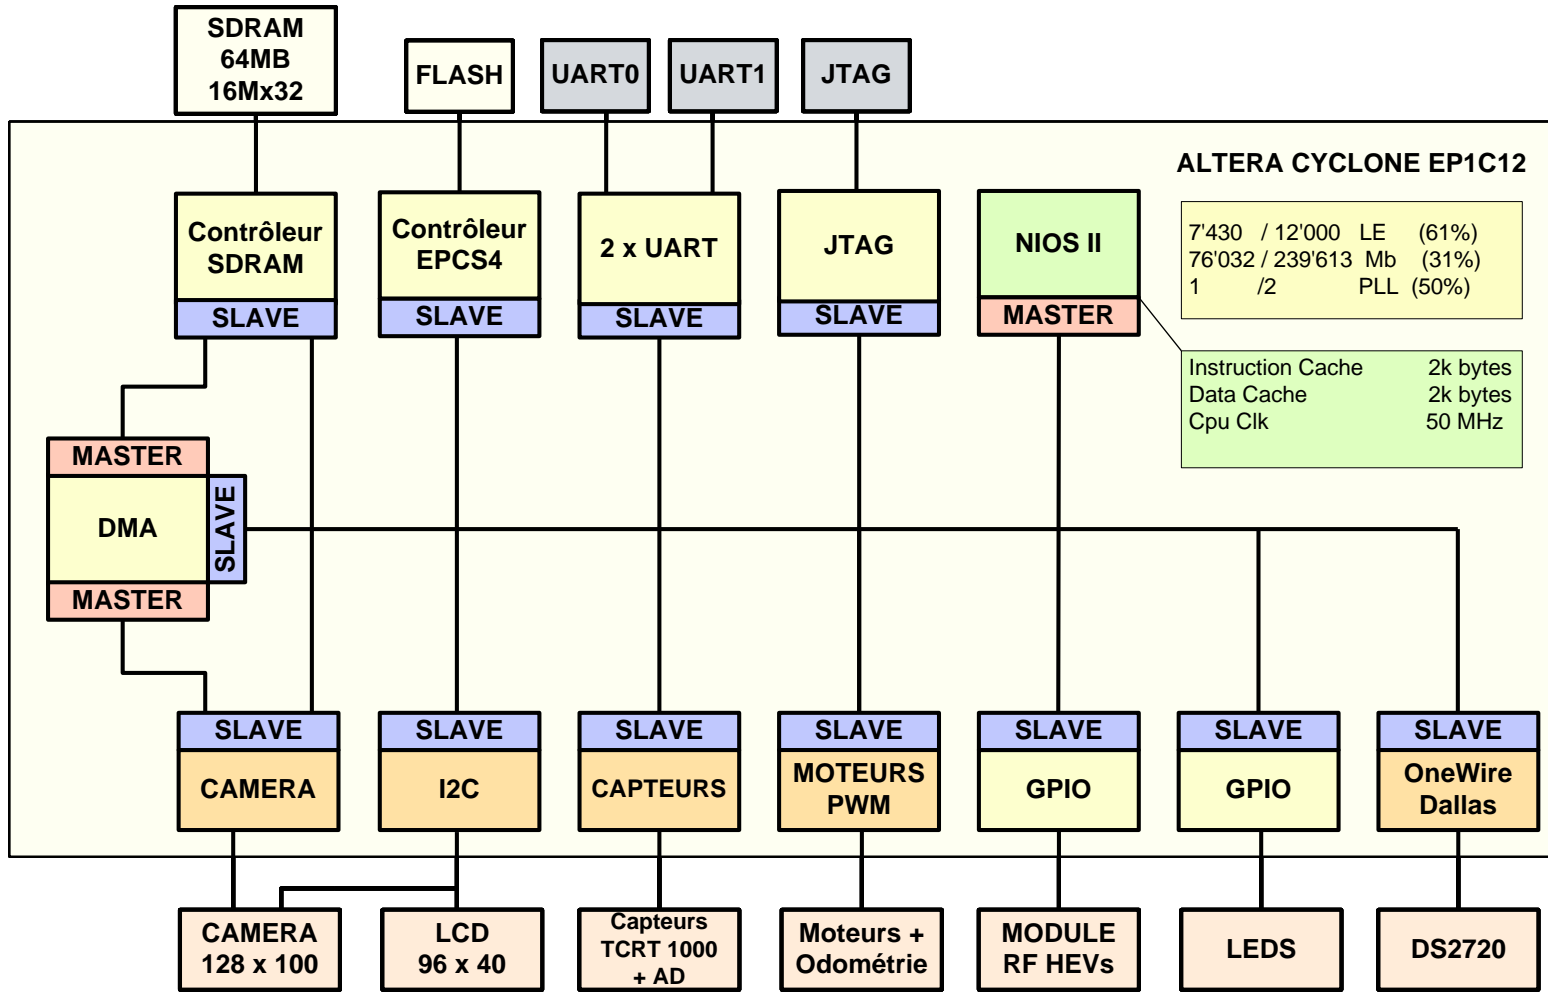 SDRAM
64MB
16Mx32
FLASH
UART0
UART1
JTAG
ALTERA CYCLONE EP1C12
Contrôleur
SDRAM
SLAVE
Contrôleur
EPCS4
SLAVE
2 x UART
SLAVE
JTAG
SLAVE
NIOS II
MASTER
7'430 / 12'000 LE (61%)
76'032 / 239'613 Mb (31%)
1 /2 PLL (50%)
Instruction Cache 2k bytes
Data Cache 2k bytes
Cpu Clk 50 MHz
MASTER
DMA
SLAVE
MASTER
SLAVE
CAMERA
SLAVE
I2C
SLAVE
CAPTEURS
SLAVE
MOTEURS
PWM
SLAVE
GPIO
SLAVE
GPIO
SLAVE
OneWire
Dallas
CAMERA
128 x 100
LCD
96 x 40
Capteurs
TCRT 1000
+ AD
Moteurs +
Odométrie
MODULE
RF HEVs
LEDS
DS2720